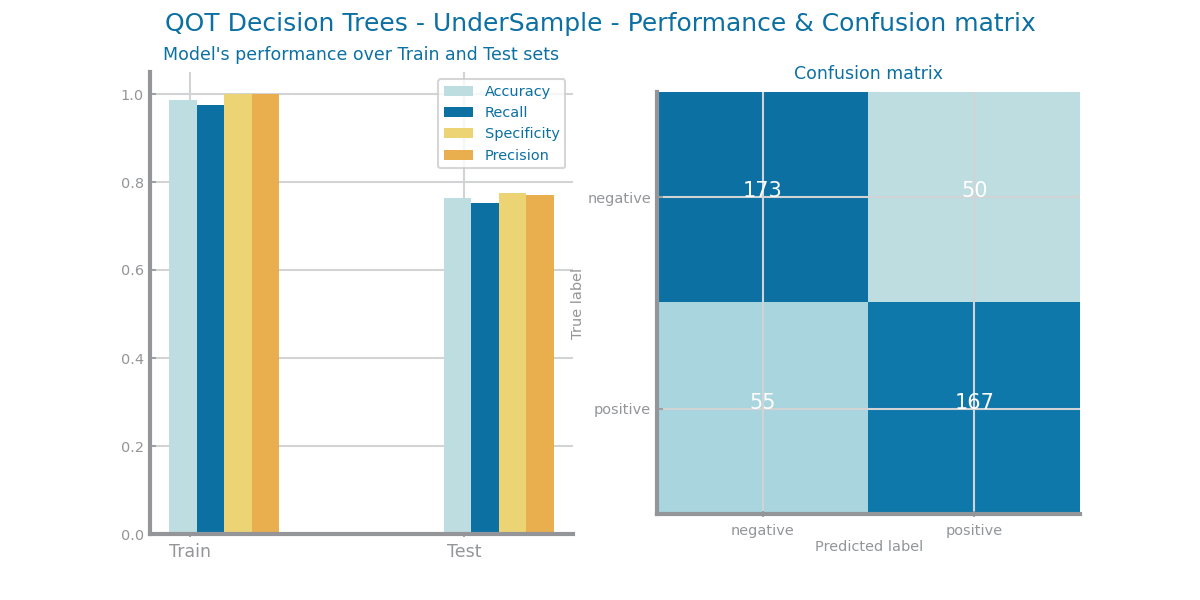 QOT Decision Trees - UnderSample - Performance & Confusion matrix
Model's performance over Train and Test sets
1.0
0.8
0.6
0.4
0.2
0.0
Train
Test
Accuracy
Recall
Specificity
Precision
Confusion matrix
True label
negative
positive
173
50
55
167
negative
positive
Predicted label